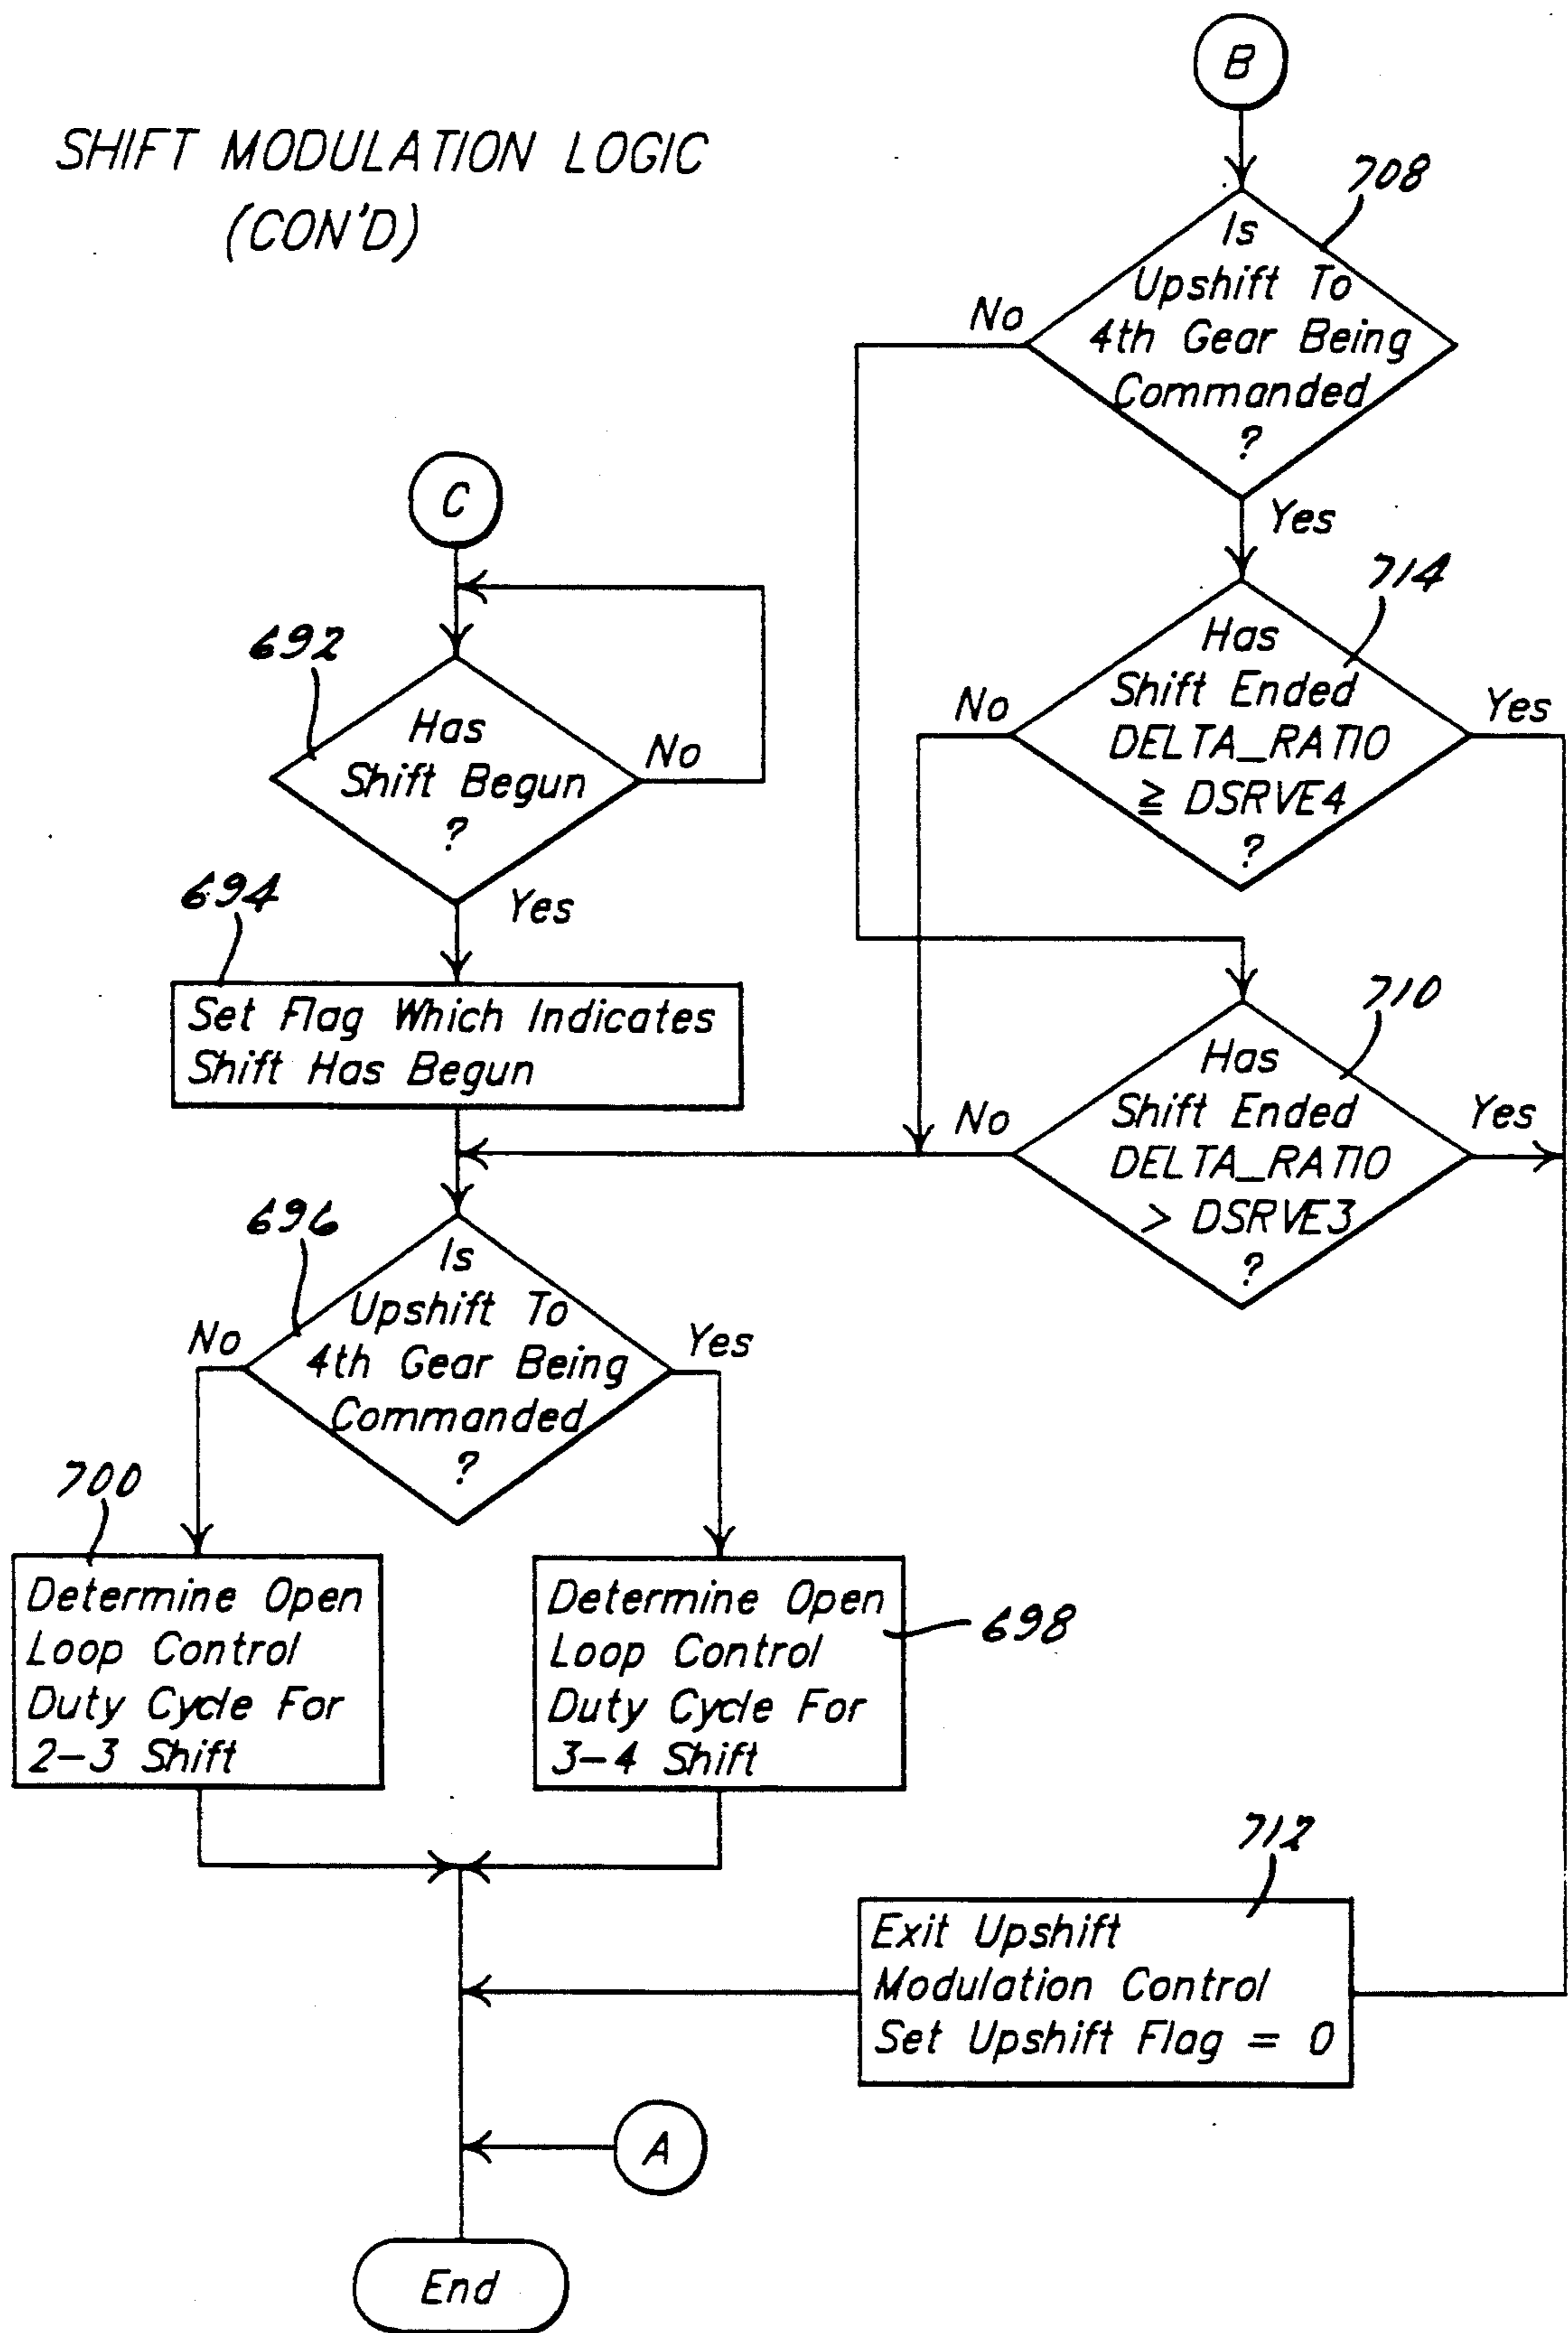 SHIFT MODULATION LOGIC
(CON'D)
B
708
Is
Upshift To
4th Gear Being
Commanded
?
No
Yes
C
714
Has
Shift Ended
DELTA_RATIO
≧ DSRVE4
?
No
Yes
692
Has
Shift Begun
?
No
Yes
694
Set Flag Which Indicates
Shift Has Begun
710
Has
Shift Ended
DELTA_RATIO
> DSRVE3
?
No
Yes
696
Is
Upshift To
4th Gear Being
Commanded
?
No
Yes
700
Determine Open
Loop Control
Duty Cycle For
2-3 Shift
Determine Open
Loop Control
Duty Cycle For
3-4 Shift
698
712
Exit Upshift
Modulation Control
Set Upshift Flag = 0
A
End